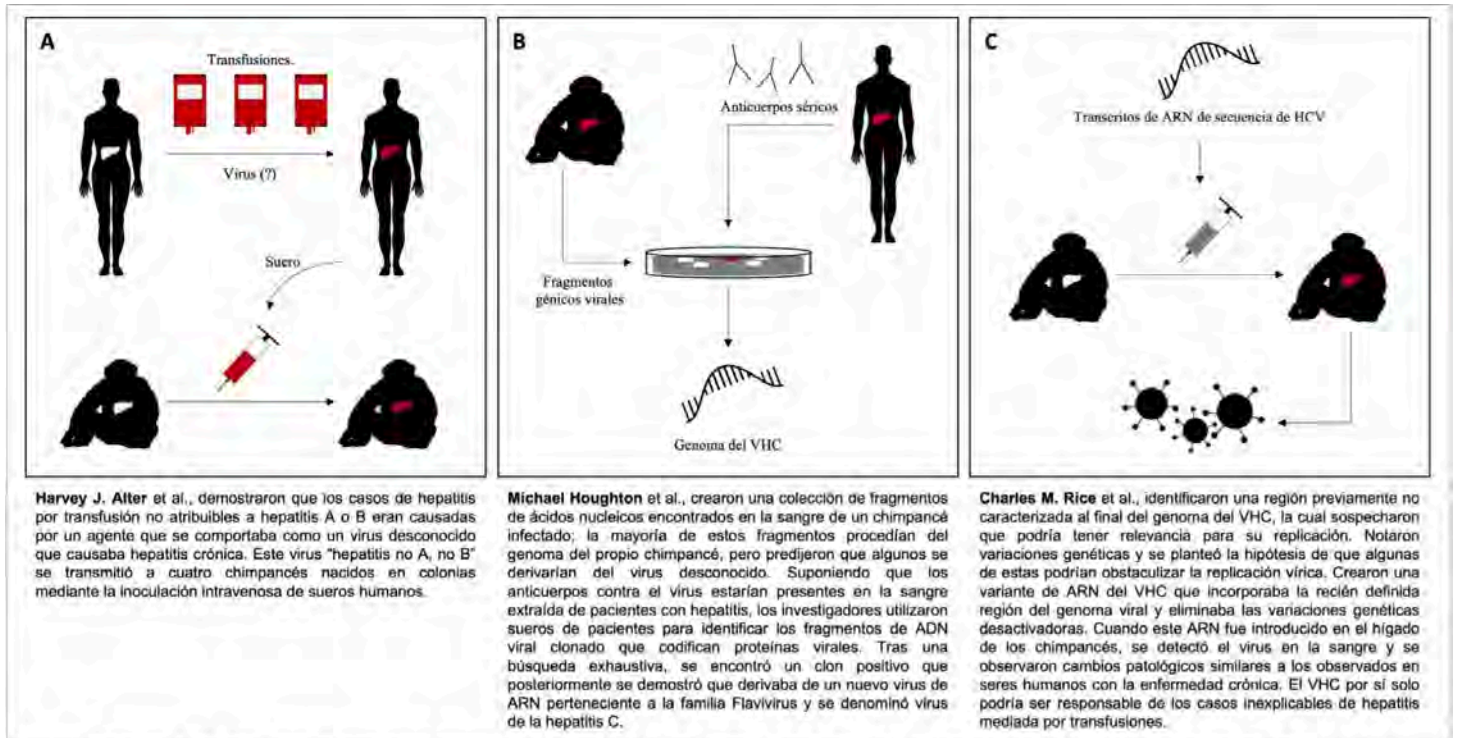 A
Transfusiones.
Virus (?)
Suero
B
Anticuerpos séricos
Fragmentos
génicos virales
Genoma del VHC
C
Transcritos de ARN de secuencia de HCV
Harvey J. Alter et al., demostraron que los casos de hepatitis
por transfusión no atribuibles a hepatitis A o B eran causadas
por un agente que se comportaba como un virus desconocido
que causaba hepatitis crónica. Este virus "hepatitis no A, no B"
se transmitió a cuatro chimpancés nacidos en colonias
mediante la inoculación intravenosa de sueros humanos.
Michael Houghton et al., crearon una colección de fragmentos
de ácidos nucleicos encontrados en la sangre de un chimpancé
infectado; la mayoría de estos fragmentos procedían del
genoma del propio chimpancé, pero predijeron que algunos se
derivarían del virus desconocido. Suponiendo que los
anticuerpos contra el virus estarían presentes en la sangre
extraída de pacientes con hepatitis, los investigadores utilizaron
sueros de pacientes para identificar los fragmentos de ADN
viral clonado que codifican proteínas virales. Tras una
búsqueda exhaustiva, se encontró un clon positivo que
posteriormente se demostró que derivaba de un nuevo virus de
ARN perteneciente a la familia Flavivirus y se denominó virus
de la hepatitis C.
Charles M. Rice et al., identificaron una región previamente no
caracterizada al final del genoma del VHC, la cual sospecharon
que podría tener relevancia para su replicación. Notaron
variaciones genéticas y se planteó la hipótesis de que algunas
de estas podrían obstaculizar la replicación vírica. Crearon una
variante de ARN del VHC que incorporaba la recién definida
región del genoma viral y eliminaba las variaciones genéticas
desactivadoras. Cuando este ARN fue introducido en el hígado
de los chimpancés, se detectó el virus en la sangre y se
observaron cambios patológicos similares a los observados en
seres humanos con la enfermedad crónica. El VHC por sí solo
podría ser responsable de los casos inexplicables de hepatitis
mediada por transfusiones.